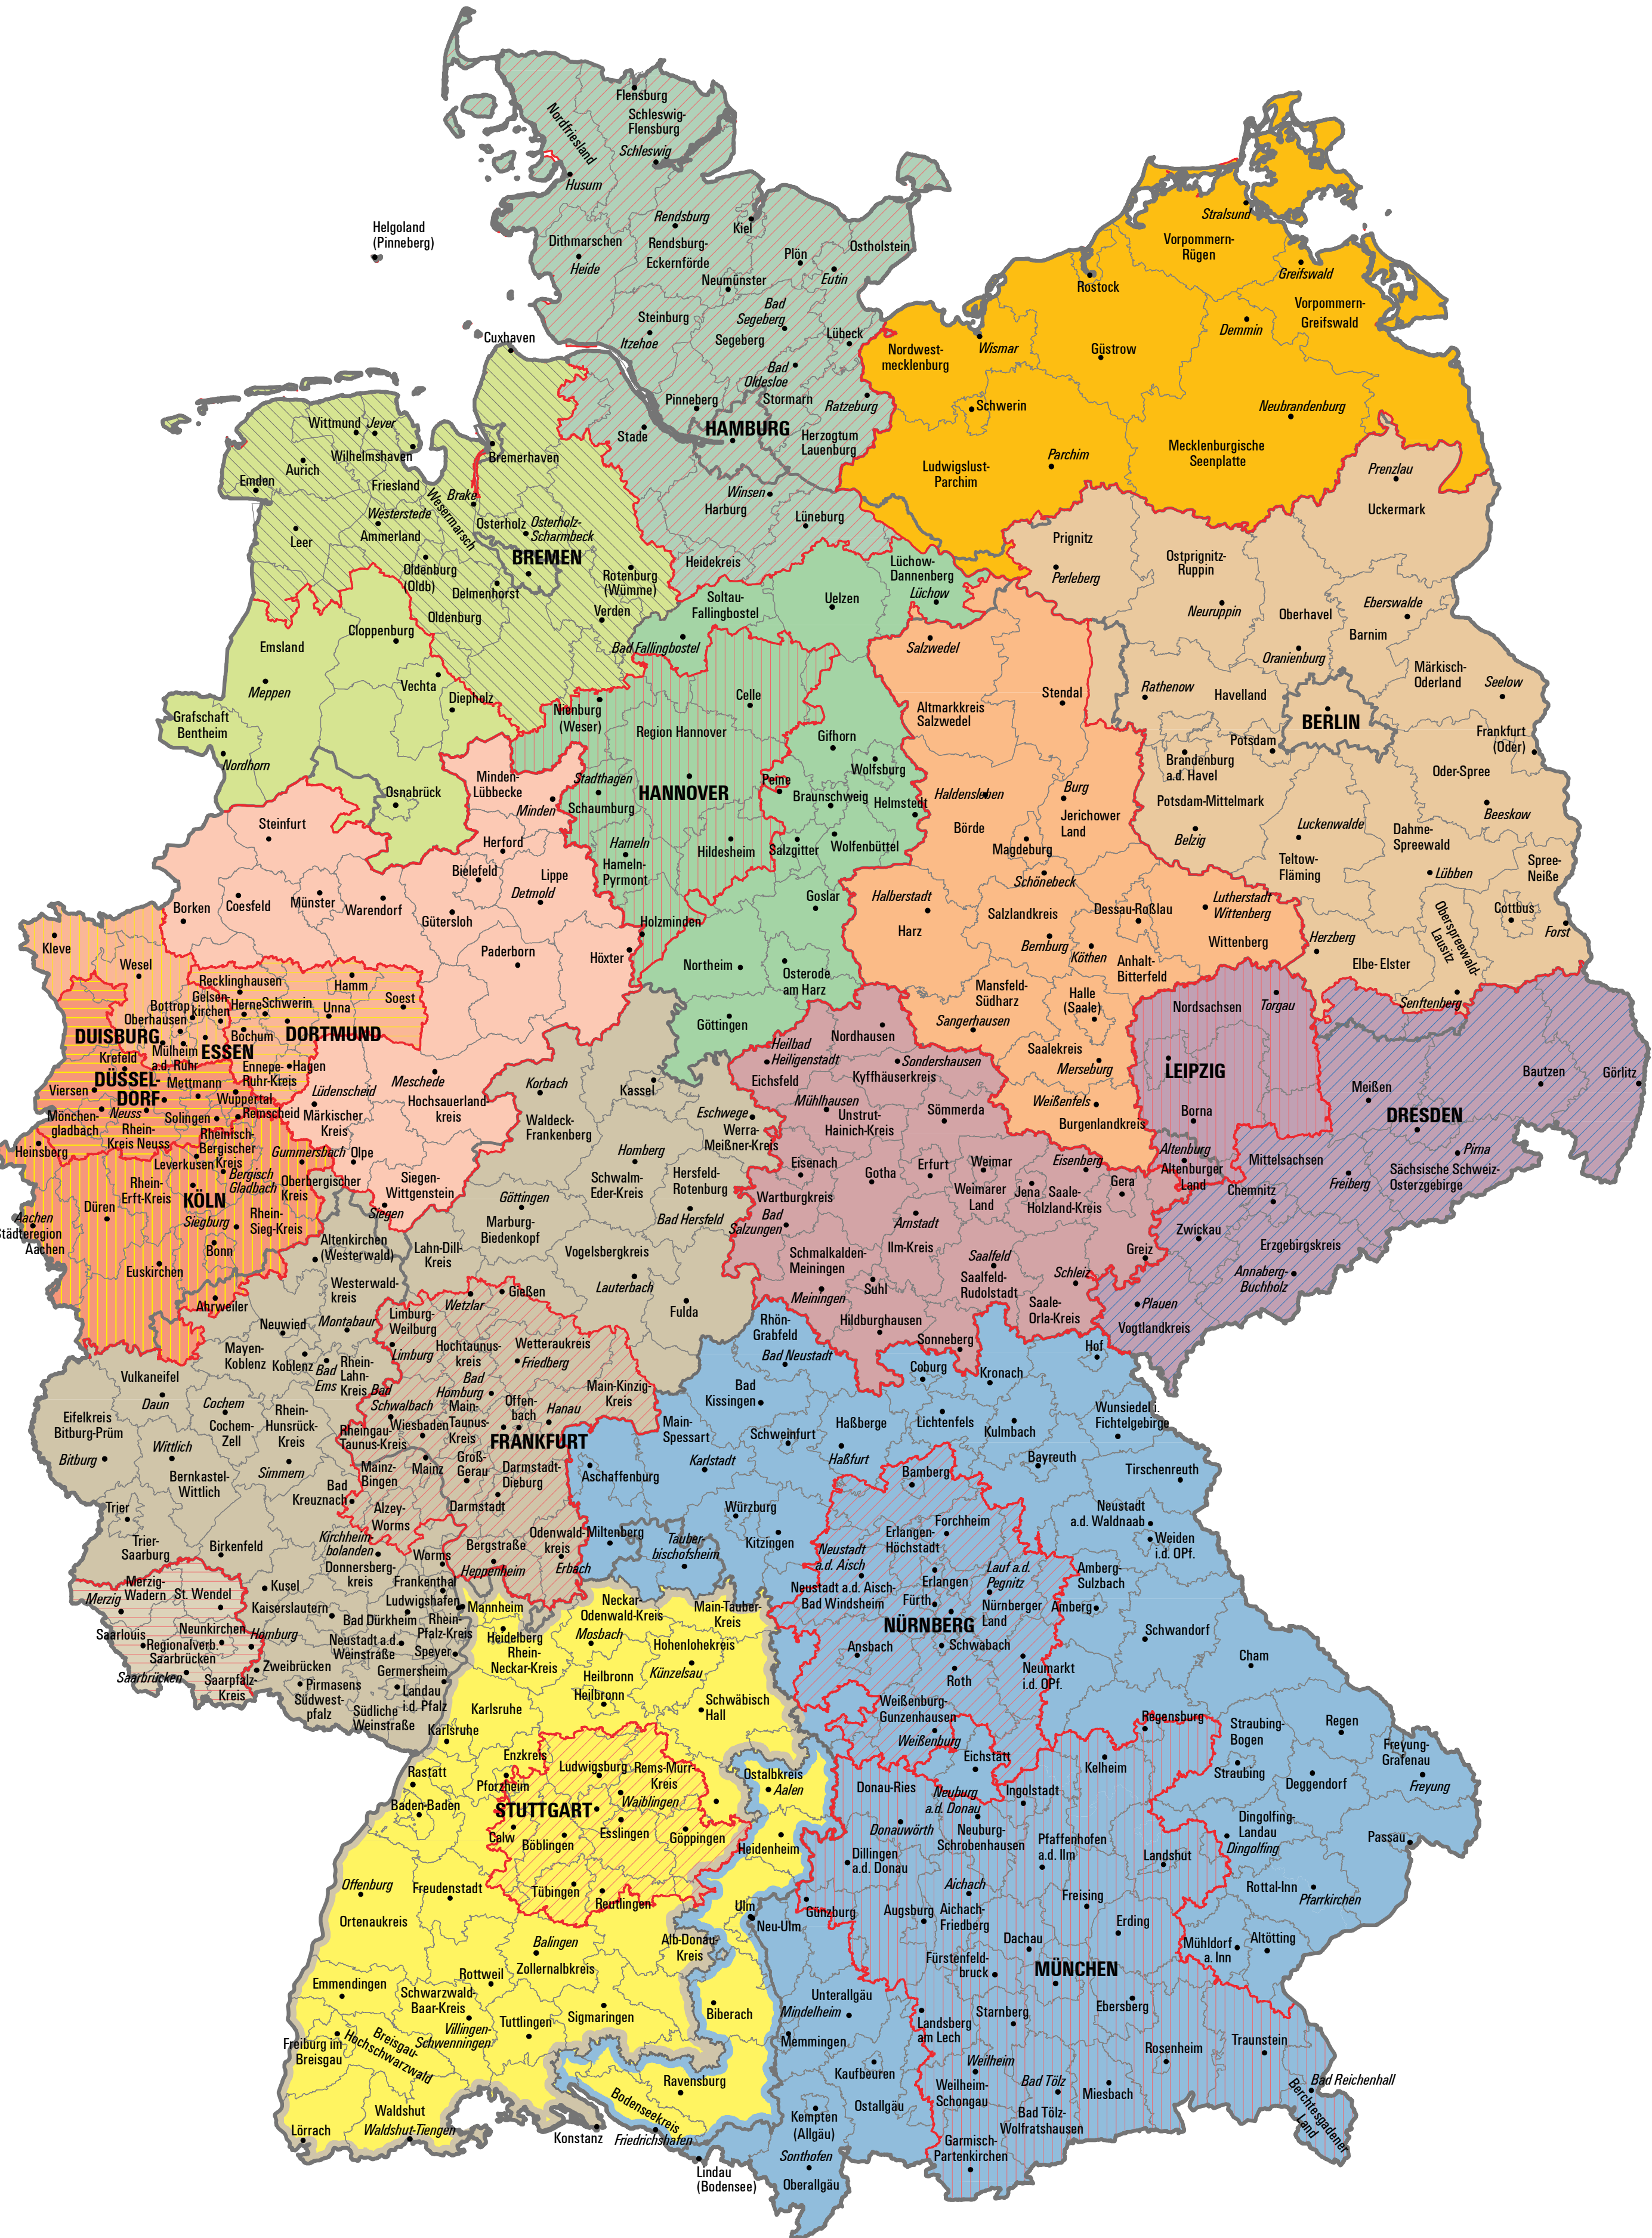 Flensburg
Schleswig-
Flensburg
Nordfriesland
Schleswig
Husum
Helgoland
(Pinneberg)
Rendsburg
Kiel
Dithmarschen
Heide
Rendsburg-
Eckernförde
Plön
Ostholstein
Eutin
Neumünster
Steinburg
Itzehoe
Bad
Segeberg
Segeberg
Lübeck
Bad
Oldesloe
Stormarn
Ratzeburg
Pinneberg
HAMBURG
Herzogtum
Lauenburg
Stade
Winsen
Harburg
Lüneburg
Heidekreis
Stralsund
Vorpommern-
Rügen
Greifswald
Rostock
Vorpommern-
Greifswald
Demmin
Nordwest-
mecklenburg
Wismar
Güstrow
Schwerin
Neubrandenburg
Mecklenburgische
Seenplatte
Parchim
Ludwigslust-
Parchim
Cuxhaven
Wittmund
Jever
Wilhelmshaven
Bremerhaven
Aurich
Emden
Friesland
Wesermarsch
Brake
Westerstede
Ammerland
Leer
Osterholz
Osterholz-
Scharmbeck
BREMEN
Oldenburg
(Oldb)
Delmenhorst
Rotenburg
(Wümme)
Oldenburg
Verden
Cloppenburg
Emsland
Meppen
Vechta
Diepholz
Grafschaft
Bentheim
Nordhorn
Osnabrück
Prenzlau
Uckermark
Prignitz
Perleberg
Ostprignitz-
Ruppin
Neuruppin
Oberhavel
Eberswalde
Barnim
Oranienburg
Märkisch-
Oderland
Seelow
Rathenow
Havelland
BERLIN
Frankfurt
(Oder)
Potsdam
Brandenburg
a.d. Havel
Oder-Spree
Potsdam-Mittelmark
Beeskow
Belzig
Luckenwalde
Dahme-
Spreewald
Teltow-
Fläming
Lübben
Spree-
Neiße
Oberspreewald-
Lausitz
Cottbus
Forst
Herzberg
Elbe- Elster
Senftenberg
Lüchow-
Dannenberg
Lüchow
Soltau-
Fallingbostel
Uelzen
Bad Fallingbostel
Celle
Nienburg
(Weser)
Region Hannover
Gifhorn
Wolfsburg
Stadthagen
Schaumburg
HANNOVER
Peine
Braunschweig
Helmstedt
Hameln
Hameln-
Pyrmont
Hildesheim
Salzgitter
Wolfenbüttel
Goslar
Holzminden
Northeim
Osterode
am Harz
Göttingen
Salzwedel
Altmarkkreis
Salzwedel
Stendal
Haldensleben
Burg
Börde
Jerichower
Land
Magdeburg
Schönebeck
Halberstadt
Salzlandkreis
Dessau-Roßlau
Lutherstadt
Wittenberg
Harz
Bernburg
Köthen
Anhalt-
Bitterfeld
Wittenberg
Mansfeld-
Südharz
Halle
(Saale)
Sangerhausen
Saalekreis
Merseburg
Weißenfels
Burgenlandkreis
Minden-
Lübbecke
Minden
Steinfurt
Herford
Bielefeld
Lippe
Detmold
Borken
Coesfeld
Münster
Warendorf
Gütersloh
Paderborn
Höxter
Kleve
Wesel
Recklinghausen
Hamm
Gelsen-
kirchen
Bottrop
Oberhausen
Herne
Schwerin
Unna
Soest
DUISBURG
Bochum
DORTMUND
Mülheim
a.d. Ruhr
ESSEN
Krefeld
Ennepe-
Ruhr-Kreis
Hagen
Viersen
DÜSSEL-
DORF
Mettmann
Wuppertal
Lüdenscheid
Meschede
Hochsauerland-
kreis
Mönchen-
gladbach
Neuss
Solingen
Remscheid
Märkischer
Kreis
Rhein-
Kreis Neuss
Heinsberg
Rheinisch-
Bergischer
Kreis
Leverkusen
Gummersbach
Olpe
Bergisch
Gladbach
Oberbergischer
Kreis
Siegen-
Wittgenstein
Rhein-
Erft-Kreis
KÖLN
Düren
Siegburg
Rhein-
Sieg-Kreis
Siegen
Aachen
Städteregion
Aachen
Bonn
Euskirchen
Kassel
Korbach
Waldeck-
Frankenberg
Eschwege
Werra-
Meißner-Kreis
Homberg
Schwalm-
Eder-Kreis
Hersfeld-
Rotenburg
Göttingen
Marburg-
Biedenkopf
Bad Hersfeld
Lahn-Dill-
Kreis
Vogelsbergkreis
Lauterbach
Fulda
Altenkirchen
(Westerwald)
Westerwald-
kreis
Ahrweiler
Neuwied
Montabaur
Wetzlar
Gießen
Limburg-
Weilburg
Limburg
Hochtaunus-
kreis
Wetteraukreis
Friedberg
Mayen-
Koblenz
Koblenz
Bad
Ems
Rhein-
Lahn-
Kreis
Bad
Schwalbach
Bad
Homburg
Main-
Taunus-
Kreis
Offen-
bach
Hanau
Main-Kinzig-
Kreis
Vulkaneifel
Daun
Cochem
Cochem-
Zell
Rhein-
Hunsrück-
Kreis
Rheingau-
Taunus-Kreis
Wiesbaden
FRANKFURT
Eifelkreis
Bitburg-Prüm
Bitburg
Wittlich
Bernkastel-
Wittlich
Simmern
Mainz-
Bingen
Mainz
Groß-
Gerau
Darmstadt-
Dieburg
Bad
Kreuznach
Alzey-
Worms
Darmstadt
Trier
Trier-
Saarburg
Birkenfeld
Kirchheim-
bolanden
Donnersberg-
kreis
Worms
Bergstraße
Heppenheim
Odenwald-
kreis
Erbach
Merzig-
Wadern
Merzig
St. Wendel
Kusel
Frankenthal
Kaiserslautern
Ludwigshafen
Bad Dürkheim
Rhein-
Pfalz-Kreis
Saarlouis
Neunkirchen
Homburg
Neustadt a.d.
Weinstraße
Speyer
Regionalverb.
Saarbrücken
Saarbrücken
Saarpfalz-
Kreis
Zweibrücken
Pirmasens
Germersheim
Südwest-
pfalz
Landau
i.d. Pfalz
Südliche
Weinstraße
Heilbad
Heiligenstadt
Nordhausen
Sondershausen
Eichsfeld
Kyffhäuserkreis
Mühlhausen
Unstrut-
Hainich-Kreis
Sömmerda
Eisenach
Gotha
Erfurt
Weimar
Eisenberg
Wartburgkreis
Weimarer
Land
Jena
Saale-
Holzland-Kreis
Gera
Altenburg
Altenburger
Land
Bad
Salzungen
Arnstadt
Ilm-Kreis
Schmalkalden-
Meiningen
Saalfeld
Saalfeld-
Rudolstadt
Greiz
Schleiz
Meiningen
Suhl
Saale-
Orla-Kreis
Hildburghausen
Sonneberg
Nordsachsen
Torgau
LEIPZIG
Borna
Meißen
Bautzen
Görlitz
DRESDEN
Mittelsachsen
Pirna
Sächsische Schweiz-
Osterzgebirge
Freiberg
Chemnitz
Zwickau
Erzgebirgskreis
Annaberg-
Buchholz
Plauen
Vogtlandkreis
Rhön-
Grabfeld
Bad Neustadt
Coburg
Kronach
Hof
Bad
Kissingen
Main-
Spessart
Schweinfurt
Haßberge
Haßfurt
Lichtenfels
Kulmbach
Wunsiedel i.
Fichtelgebirge
Karlstadt
Aschaffenburg
Bamberg
Bayreuth
Tirschenreuth
Würzburg
Kitzingen
Miltenberg
Tauber-
bischofsheim
Forchheim
Erlangen-
Höchstadt
Neustadt
a.d. Waldnaab
Weiden
i.d. OPf.
Neustadt
a.d. Aisch
Neustadt a.d. Aisch-
Bad Windsheim
Erlangen
Lauf a.d.
Pegnitz
Nürnberger
Land
Fürth
Amberg-
Sulzbach
Amberg
NÜRNBERG
Ansbach
Schwabach
Schwandorf
Roth
Neumarkt
i.d. OPf.
Cham
Weißenburg-
Gunzenhausen
Weißenburg
Regensburg
Straubing-
Bogen
Regen
Freyung-
Grafenau
Freyung
Eichstätt
Kelheim
Straubing
Deggendorf
Donau-Ries
Neuburg
a.d. Donau
Ingolstadt
Donauwörth
Neuburg-
Schrobenhausen
Pfaffenhofen
a.d. Ilm
Landshut
Dingolfing-
Landau
Dingolfing
Passau
Dillingen
a.d. Donau
Aichach
Aichach-
Friedberg
Freising
Rottal-Inn
Pfarrkirchen
Günzburg
Augsburg
Erding
Neu-Ulm
Dachau
Mühldorf
a. Inn
Altötting
Fürstenfeld-
bruck
MÜNCHEN
Unterallgäu
Mindelheim
Landsberg
am Lech
Starnberg
Ebersberg
Memmingen
Rosenheim
Traunstein
Kaufbeuren
Weilheim
Weilheim-
Schongau
Bad Tölz
Miesbach
Bad Reichenhall
Berchtesgadener
Land
Ostallgäu
Kempten
(Allgäu)
Bad Tölz-
Wolfratshausen
Sonthofen
Oberallgäu
Garmisch-
Partenkirchen
Lindau
(Bodensee)
Mannheim
Neckar-
Odenwald-Kreis
Mosbach
Main-Tauber-
Kreis
Heidelberg
Rhein-
Neckar-Kreis
Hohenlohekreis
Künzelsau
Heilbronn
Heilbronn
Schwäbisch
Hall
Karlsruhe
Karlsruhe
Enzkreis
Ludwigsburg
Rems-Murr-
Kreis
Waiblingen
Ostalbkreis
Aalen
Rastatt
Pforzheim
Baden-Baden
STUTTGART
Calw
Böblingen
Esslingen
Göppingen
Heidenheim
Offenburg
Freudenstadt
Tübingen
Reutlingen
Ulm
Ortenaukreis
Balingen
Zollernalbkreis
Alb-Donau-
Kreis
Emmendingen
Rottweil
Schwarzwald-
Baar-Kreis
Villingen-
Schwenningen
Tuttlingen
Sigmaringen
Biberach
Freiburg im
Breisgau
Breisgau-
Hochschwarzwald
Ravensburg
Bodenseekreis
Waldshut
Waldshut-Tiengen
Lörrach
Konstanz
Friedrichshafen